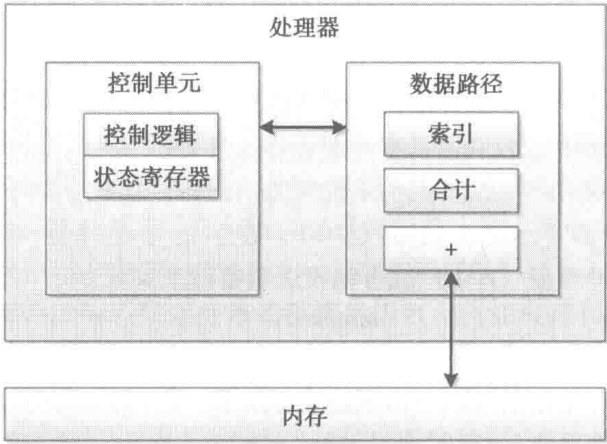 处理器
控制单元
控制逻辑
状态寄存器
数据路径
索引
合计
+
内存